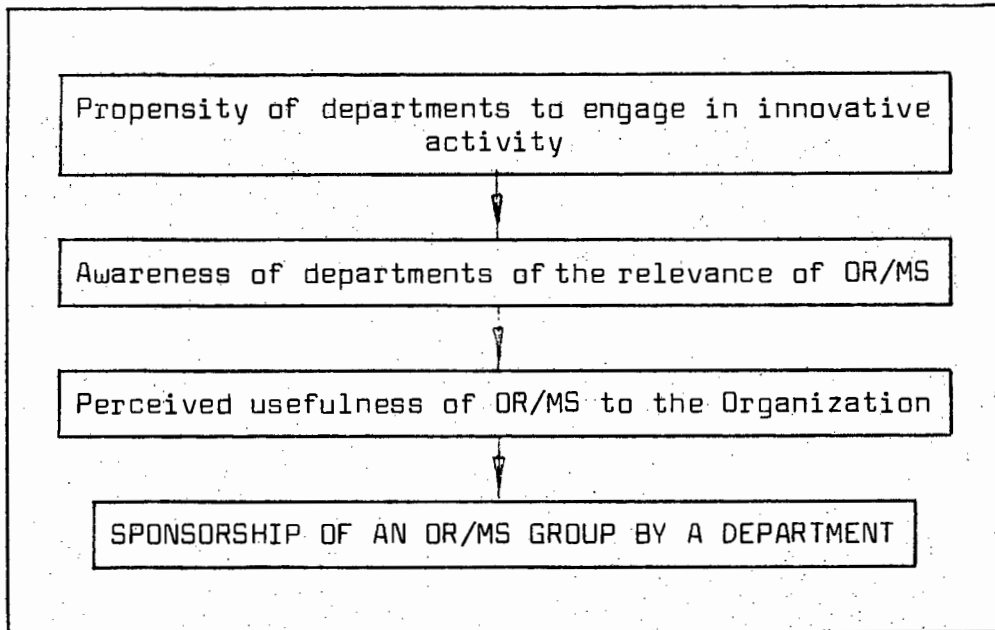 Propensity of departments to engage in innovative
activity
Awareness of departments of the relevance of OR/MS
Perceived usefulness of OR/MS to the Organization
SPONSORSHIP OF AN OR/MS GROUP BY A DEPARTMENT